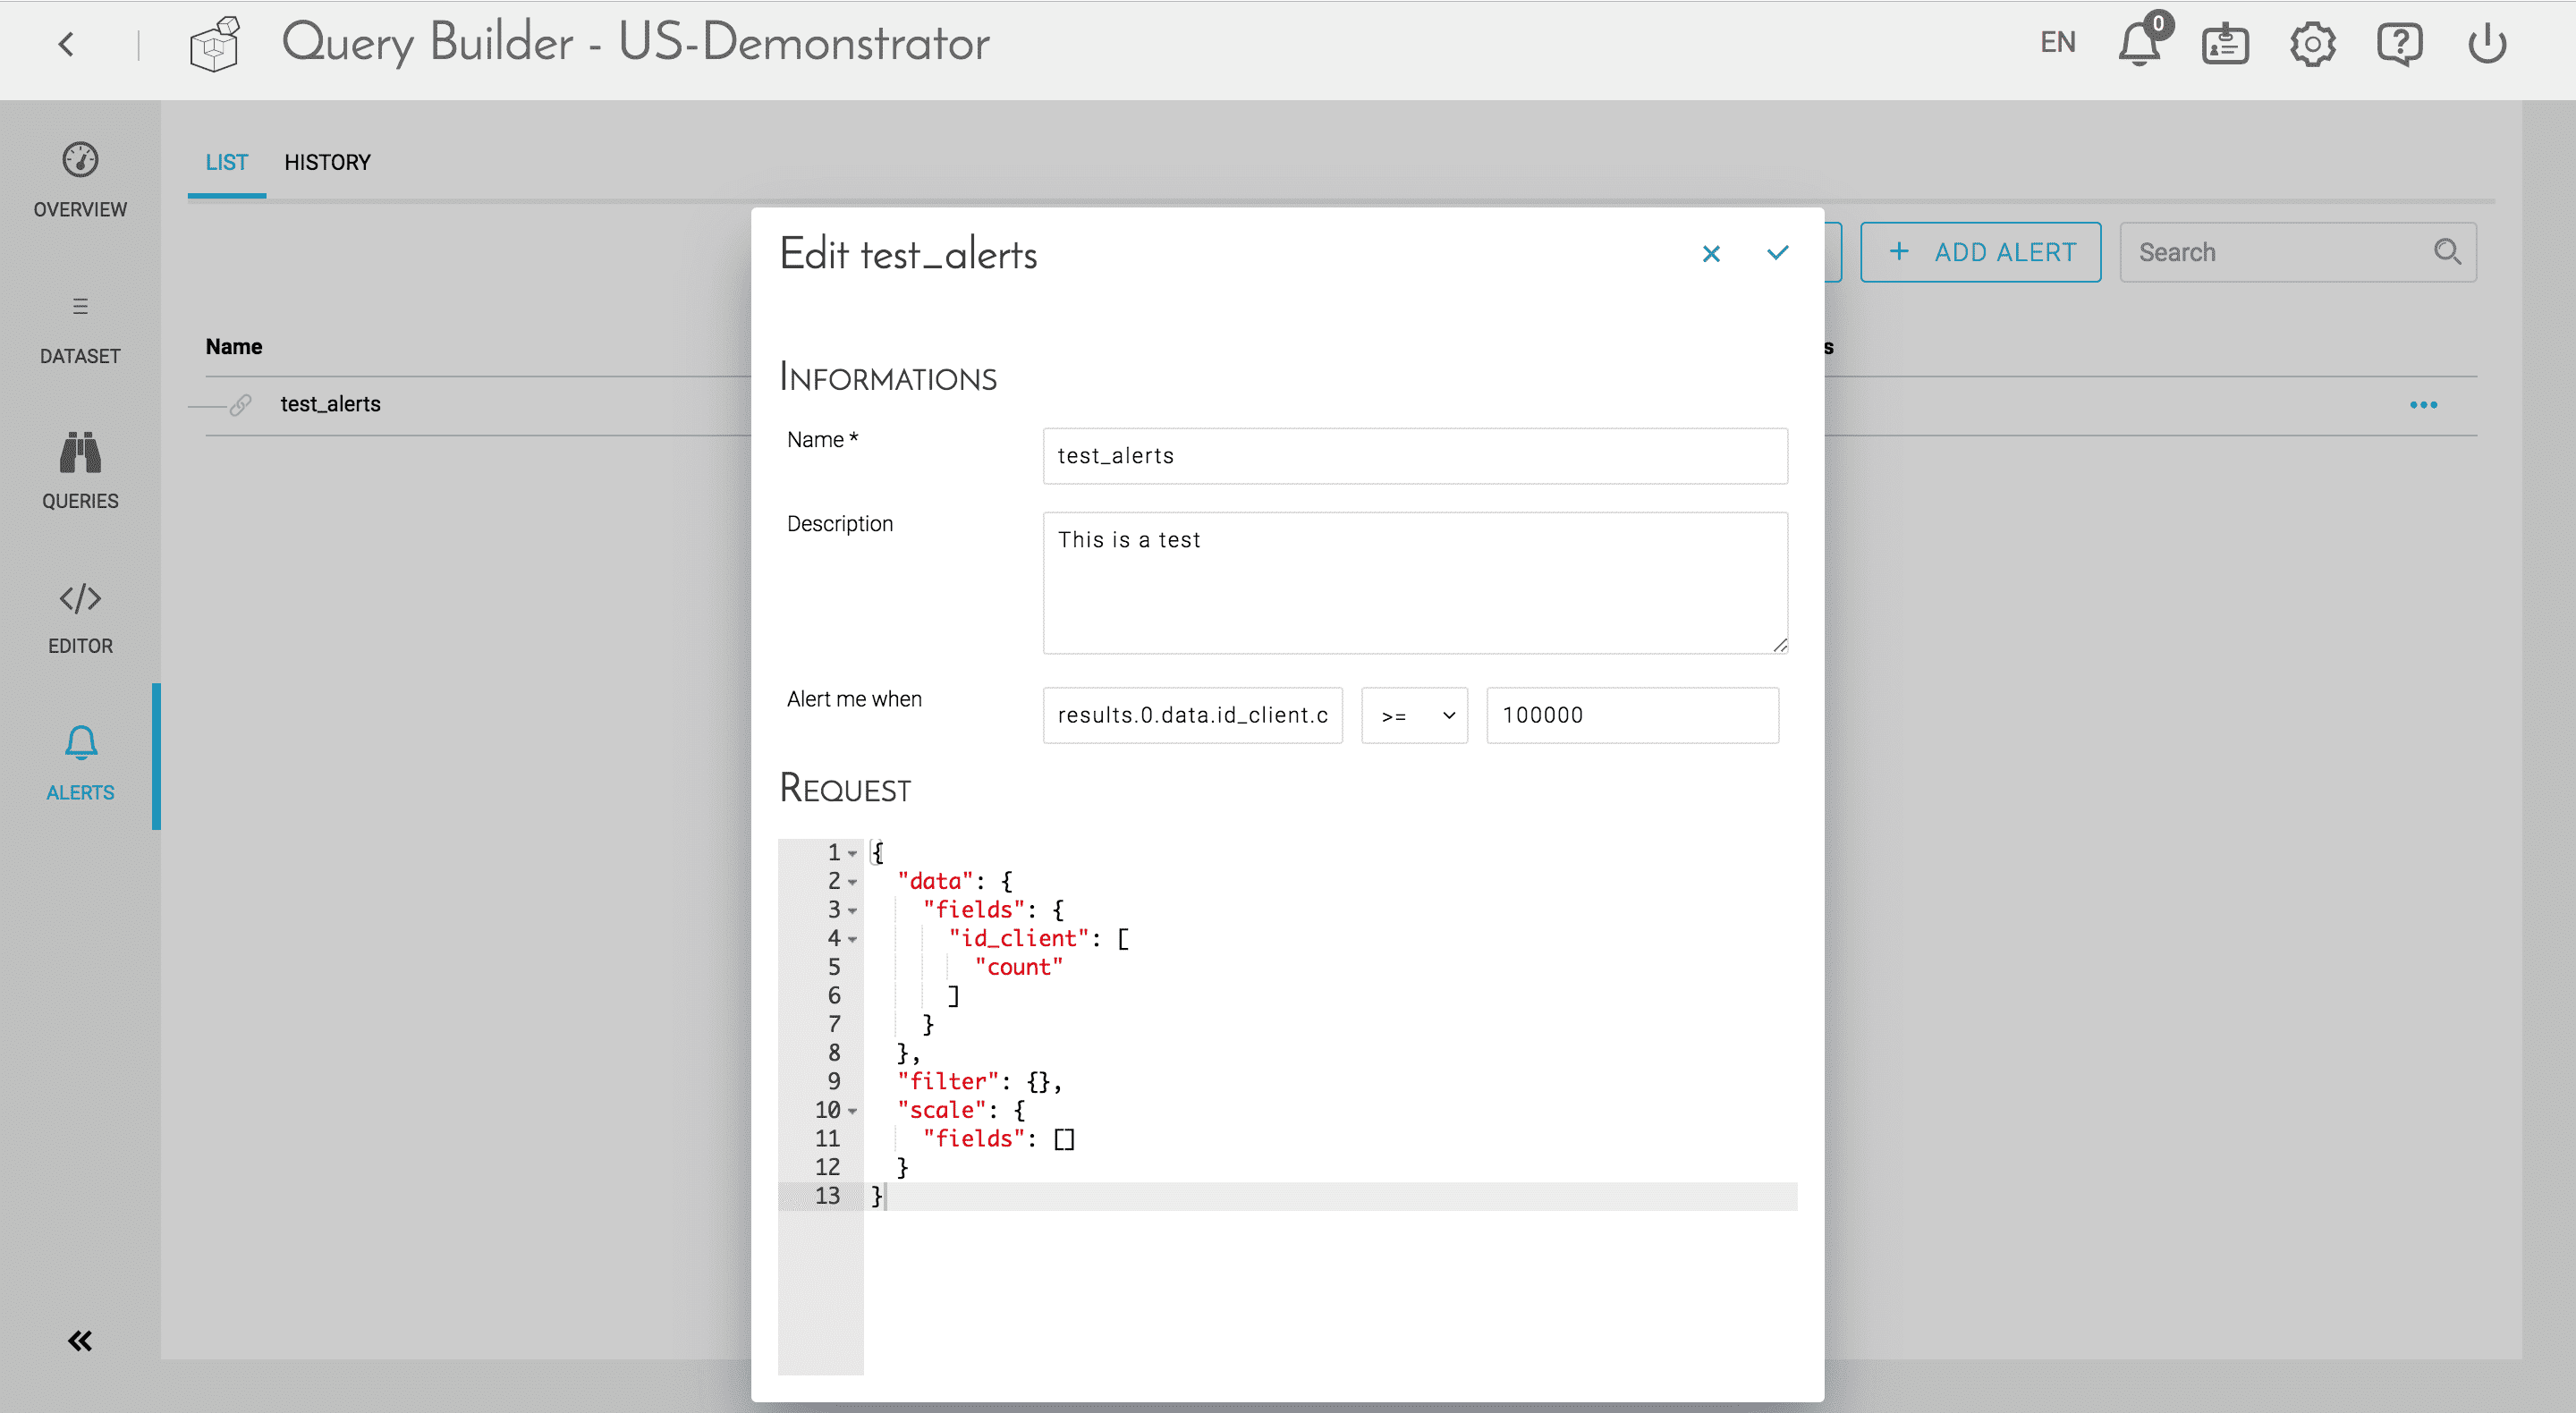 Query Builder - US-Demonstrator
EN
0
OVERVIEW
DATASET
QUERIES
EDITOR
ALERTS
LIST HISTORY
+ ADD ALERT
Search
Name
s
test_alerts
Edit test_alerts
INFORMATIONS
Name *
test_alerts
Description
This is a test
Alert me when
results.0.data.id_client.c
>=
100000
REQUEST
1 {
2 "data": {
3 "fields": {
4 "id_client": [
5 "count"
6 ]
7 }
8 },
9 "filter": {},
10 "scale": {
11 "fields": []
12 }
13 }